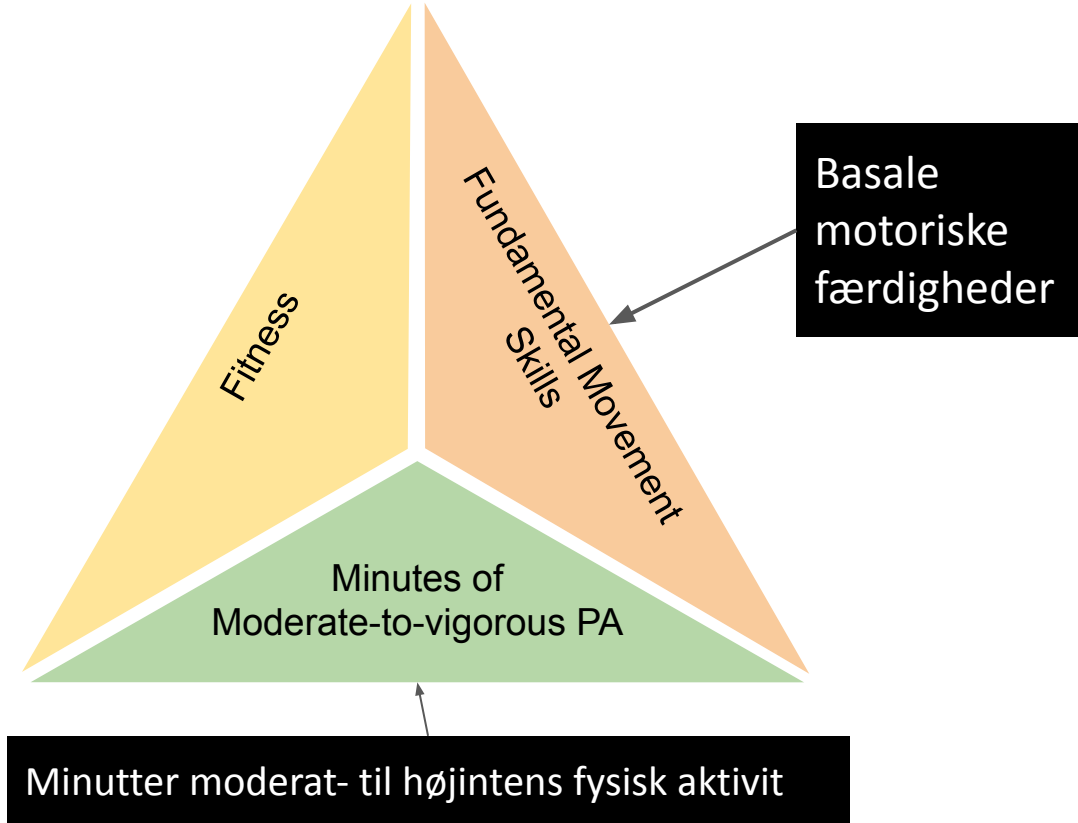 Fitness
Fundamental Movement
Skills
Basale
motoriske
færdigheder
Minutes of
Moderate-to-vigorous PA
Minutter moderat- til højintens fysisk aktivit